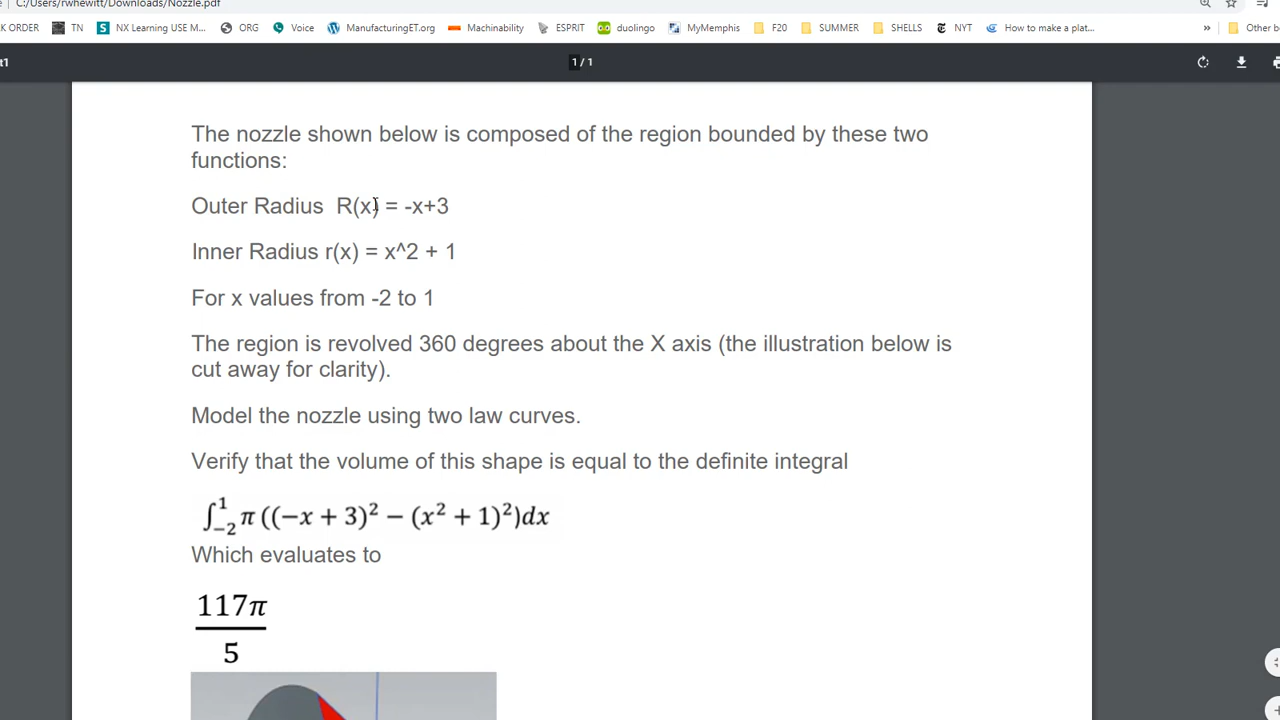 C:/Users/rwhewitt/Downloads/Nozzle.pdf
K ORDER TN NX Learning USE M... ORG Voice ManufacturingET.org Machinability ESPRIT duolingo MyMemphis F20 SUMMER SHELLS NYT How to make a plat... » Other b
t1 1 / 1
The nozzle shown below is composed of the region bounded by these two
functions:
Outer Radius R(x) = -x+3
Inner Radius r(x) = x^2 + 1
For x values from -2 to 1
The region is revolved 360 degrees about the X axis (the illustration below is
cut away for clarity).
Model the nozzle using two law curves.
Verify that the volume of this shape is equal to the definite integral
∫₋₂¹ π ((−x + 3)² − (x² + 1)²)dx
Which evaluates to
117π
5